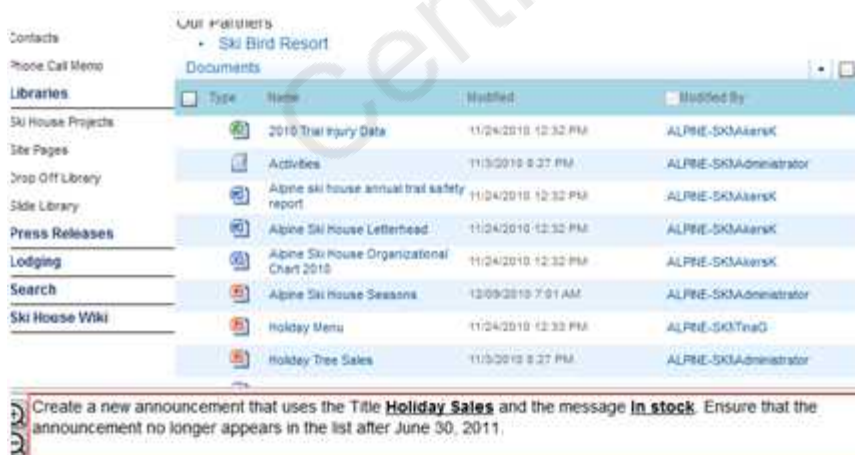 Our Partners
Contacts
Ski Bird Resort
Phone Call Memo
Documents
Libraries
Type Name Modified Modified By
Ski House Projects
2010 Trial Injury Data 11/24/2010 12:32 PM ALPINE-SKI\AkersK
Site Pages
Activities 11/3/2010 8:27 PM ALPINE-SKI\Administrator
Drop Off Library
Alpine ski house annual trail safety report 11/24/2010 12:32 PM ALPINE-SKI\AkersK
Slide Library
Press Releases
Alpine Ski House Letterhead 11/24/2010 12:32 PM ALPINE-SKI\AkersK
Lodging
Alpine Ski House Organizational Chart 2010 11/24/2010 12:32 PM ALPINE-SKI\AkersK
Search
Alpine Ski House Seasons 12/09/2010 7:01 AM ALPINE-SKI\Administrator
Ski House Wiki
Holiday Menu 11/24/2010 12:33 PM ALPINE-SKI\TinaG
Holiday Tree Sales 11/3/2010 8:27 PM ALPINE-SKI\Administrator
Create a new announcement that uses the Title Holiday Sales and the message In stock. Ensure that the
announcement no longer appears in the list after June 30, 2011.